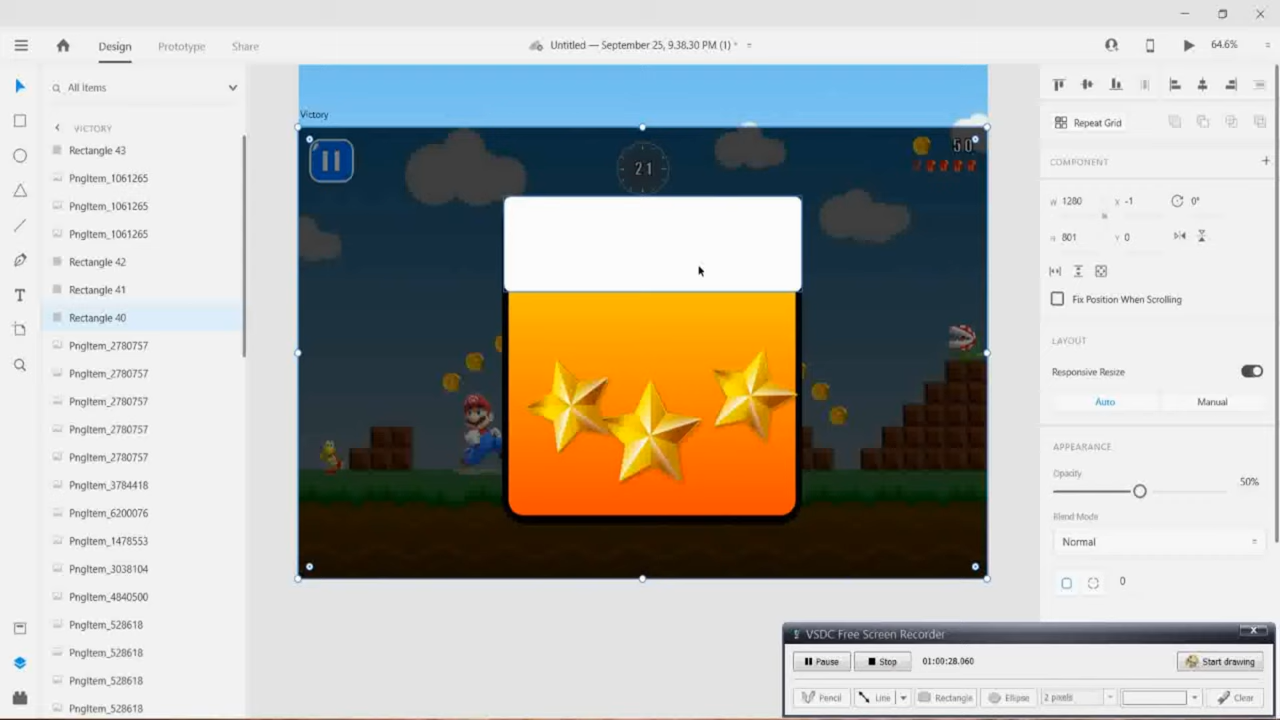 Design
Prototype
Share
Untitled — September 25, 9.38.30 PM (1) *
64.6%
All Items
VICTORY
Rectangle 43
PngItem_1061265
PngItem_1061265
PngItem_1061265
Rectangle 42
Rectangle 41
Rectangle 40
PngItem_2780757
PngItem_2780757
PngItem_2780757
PngItem_2780757
PngItem_2780757
PngItem_3784418
PngItem_6200076
PngItem_1478553
PngItem_3038104
PngItem_4840500
PngItem_528618
PngItem_528618
PngItem_528618
PngItem_528618
Victory
21
50
Repeat Grid
COMPONENT
W 1280 X -1 0°
H 801 Y 0
Fix Position When Scrolling
LAYOUT
Responsive Resize
Auto
Manual
APPEARANCE
Opacity
50%
Blend Mode
Normal
0
VSDC Free Screen Recorder
Pause
Stop
01:00:28.060
Start drawing
Pencil
Line
Rectangle
Ellipse
2 pixels
Clear